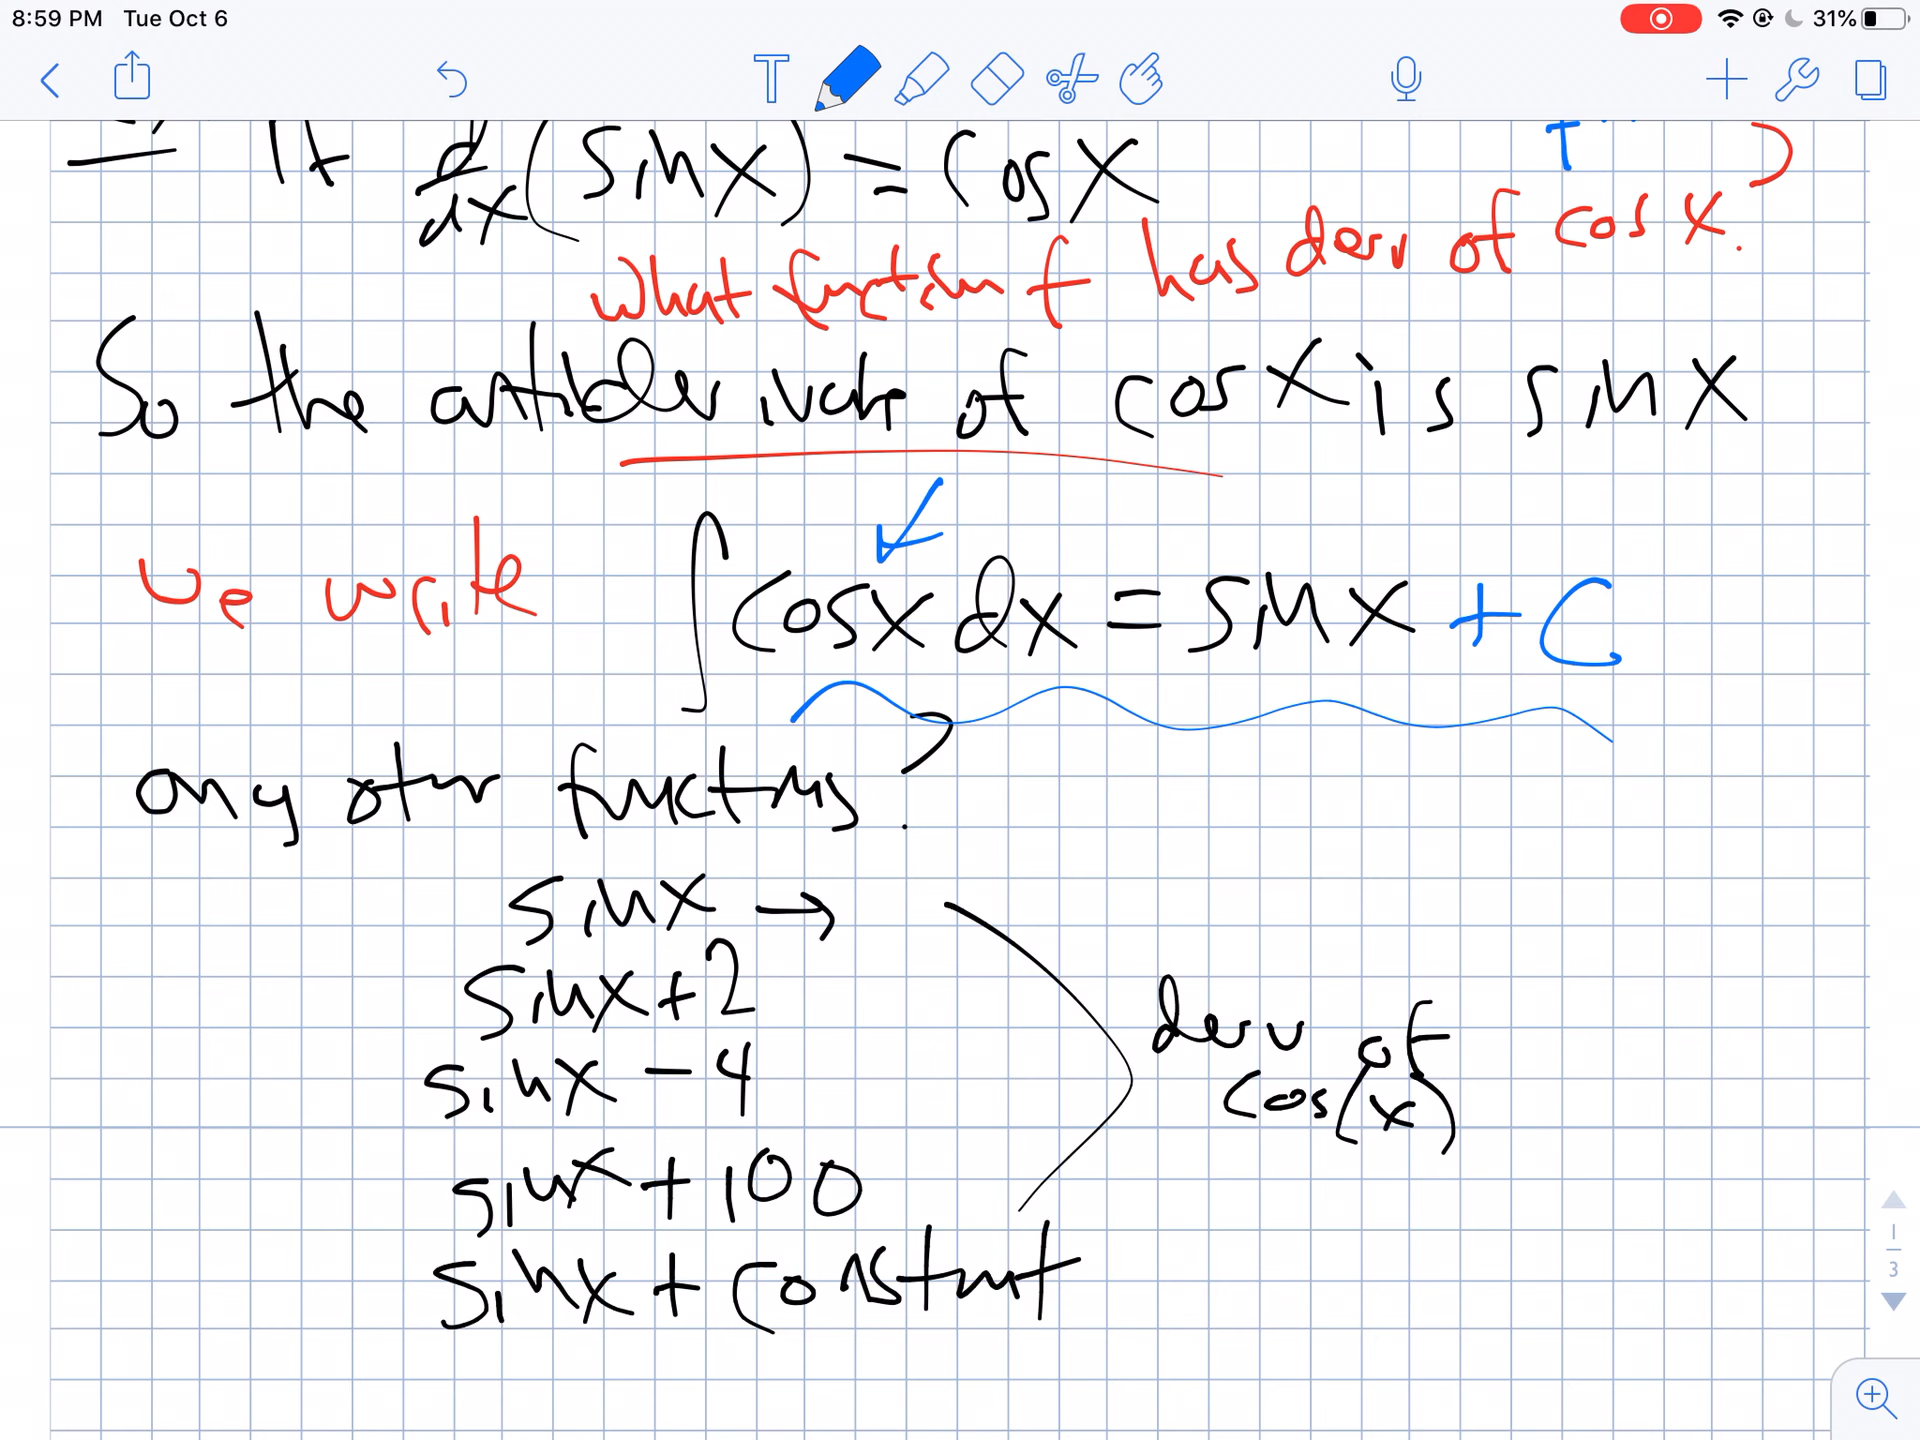 8:59 PM Tue Oct 6
31%
T
If d/dx (sin x) = cos x
What function f has derv of cos x?
So the antiderivative of cos x is sin x
we write ∫ cos x dx = sin x + C
any other functions?
sin x →
sin x + 2
sin x - 4
derv of
cos(x)
sin x + 100
sin x + constant
1
3